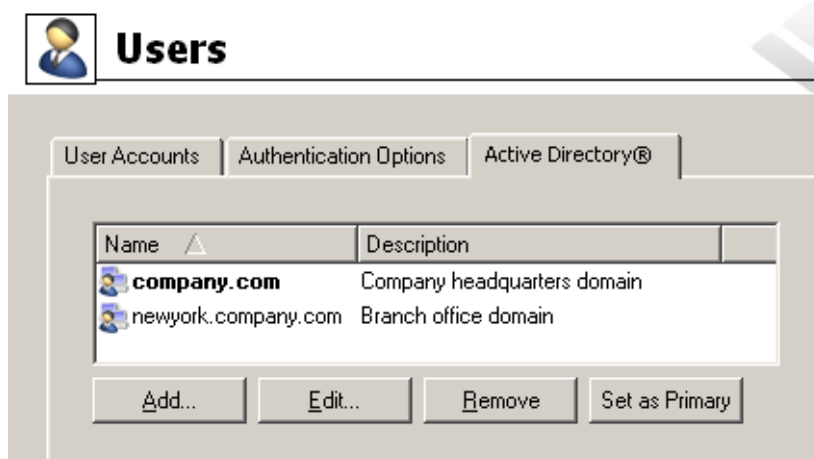 Users
User Accounts Authentication Options Active Directory®
Name Description
company.com Company headquarters domain
newyork.company.com Branch office domain
Add... Edit... Remove Set as Primary